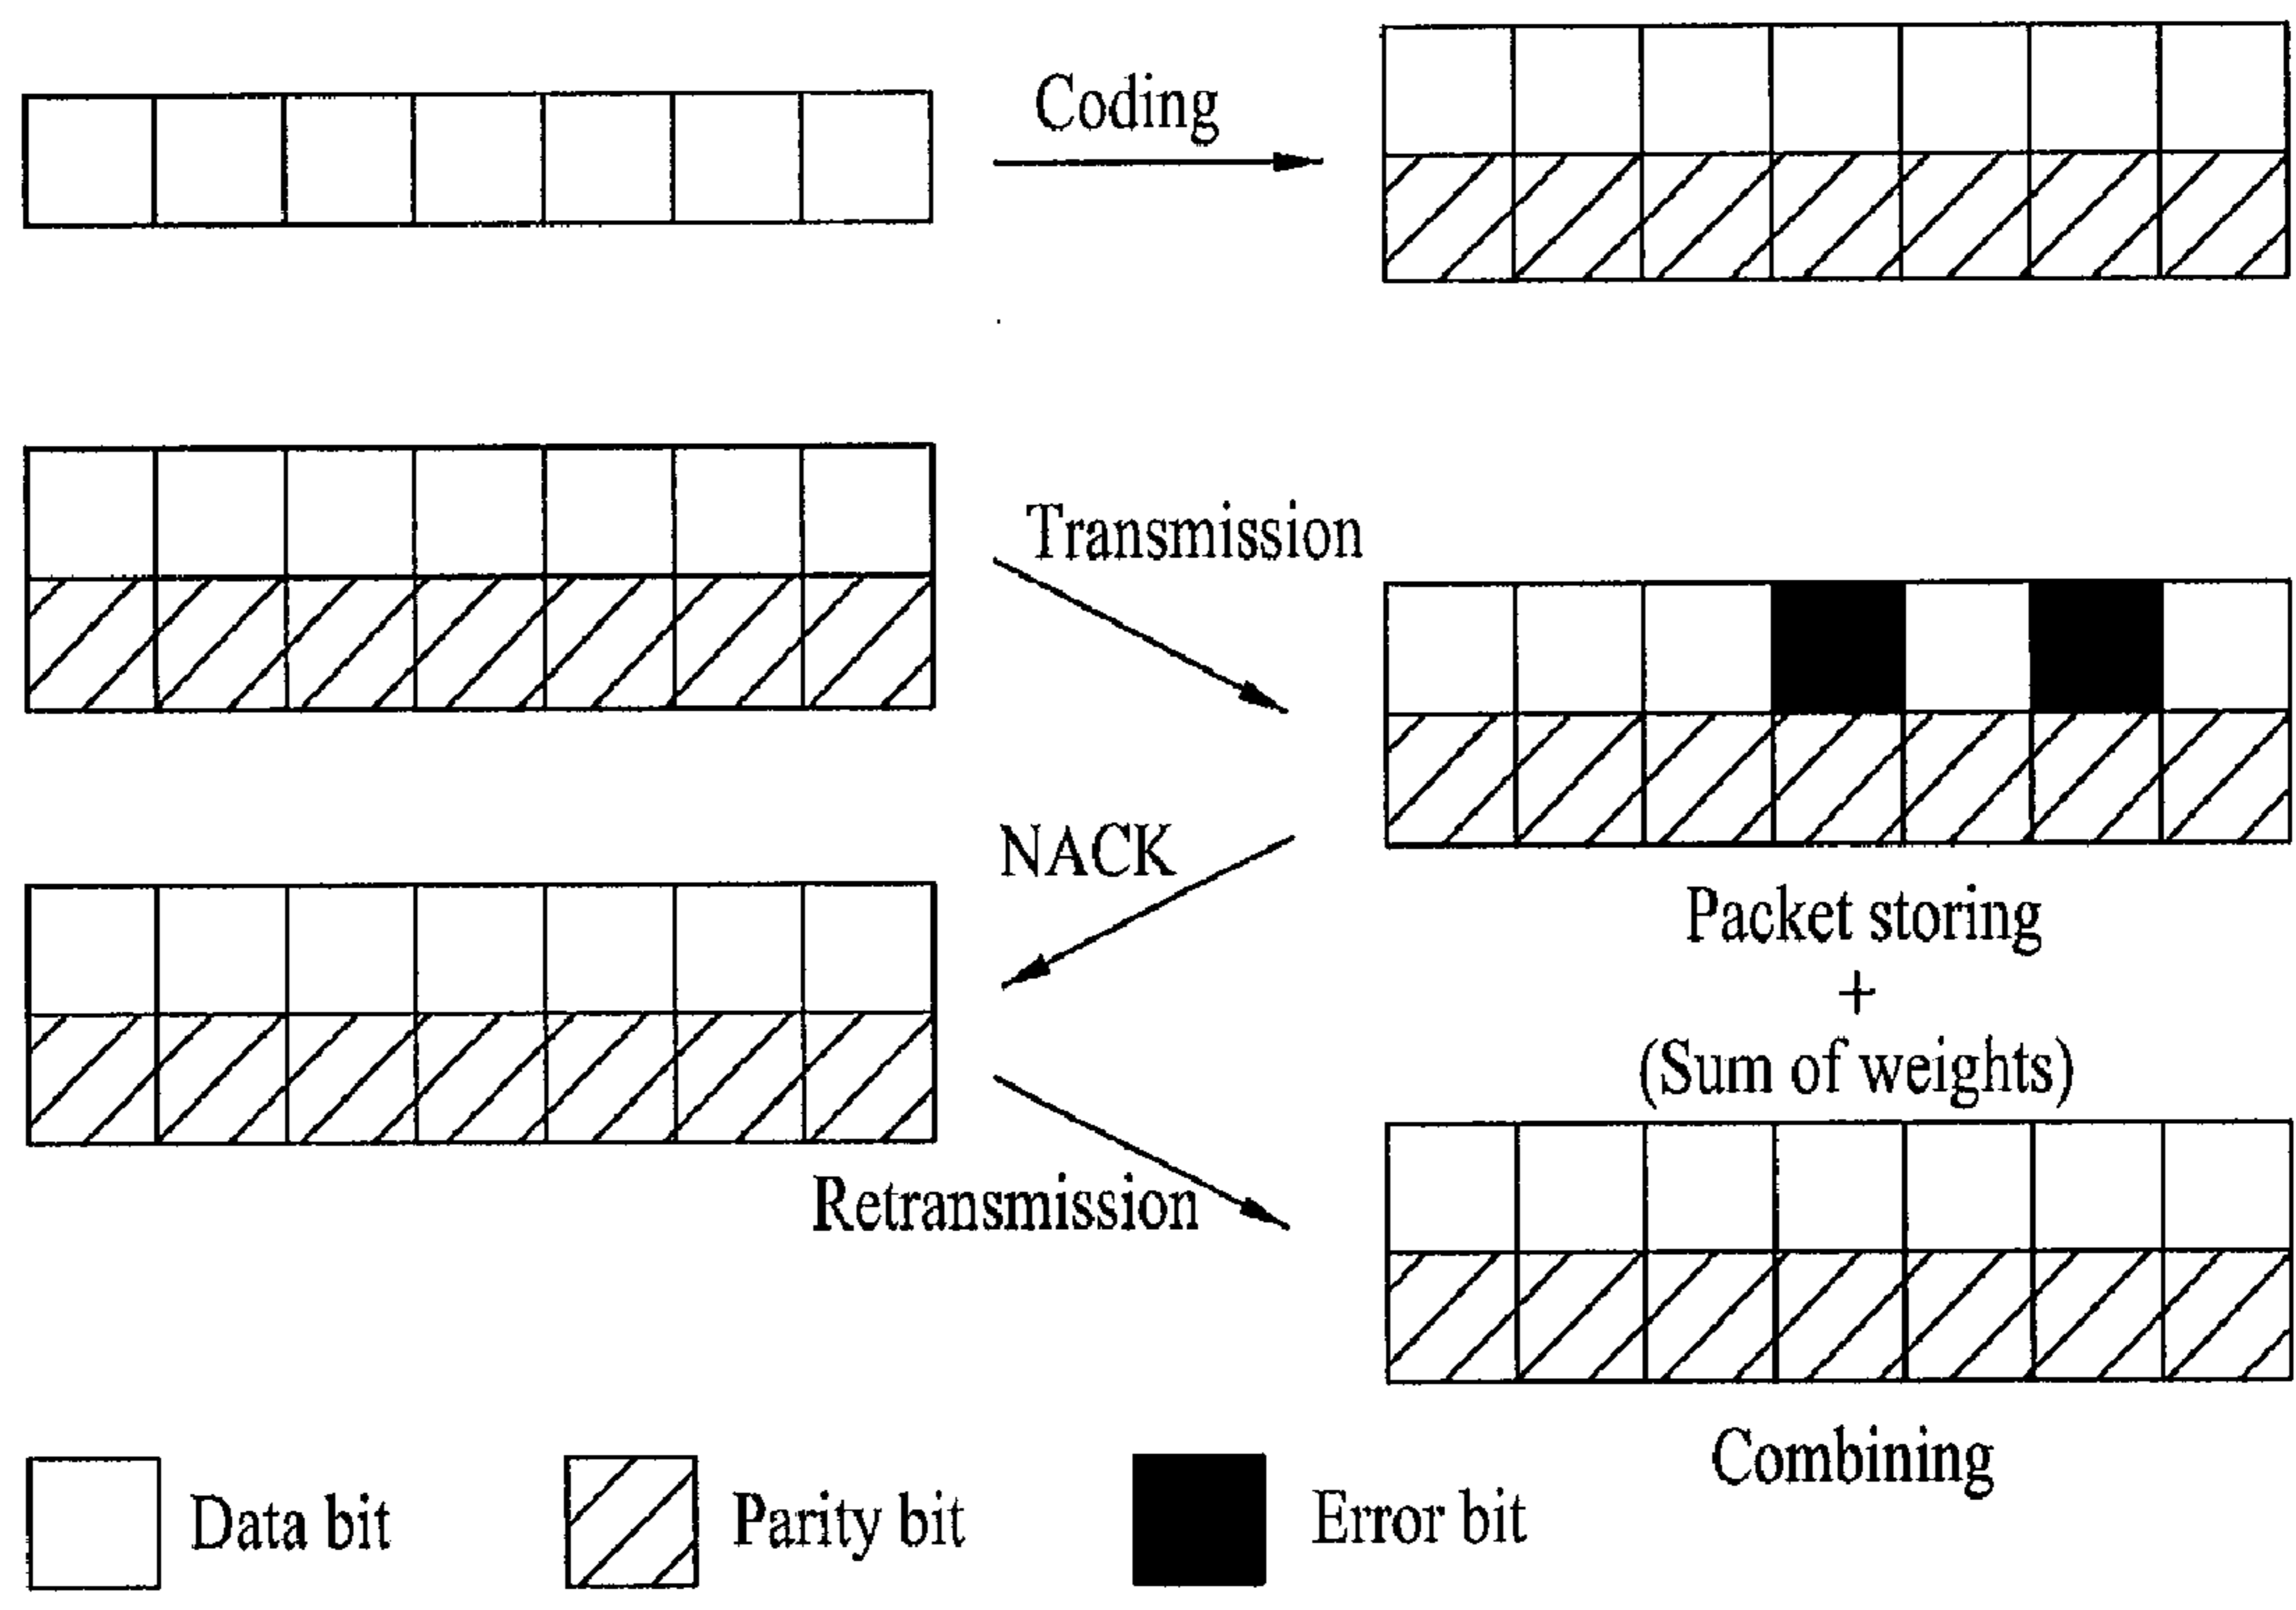 Coding
Transmission
NACK
Packet storing
+
(Sum of weights)
Retransmission
Combining
Data bit
Parity bit
Error bit